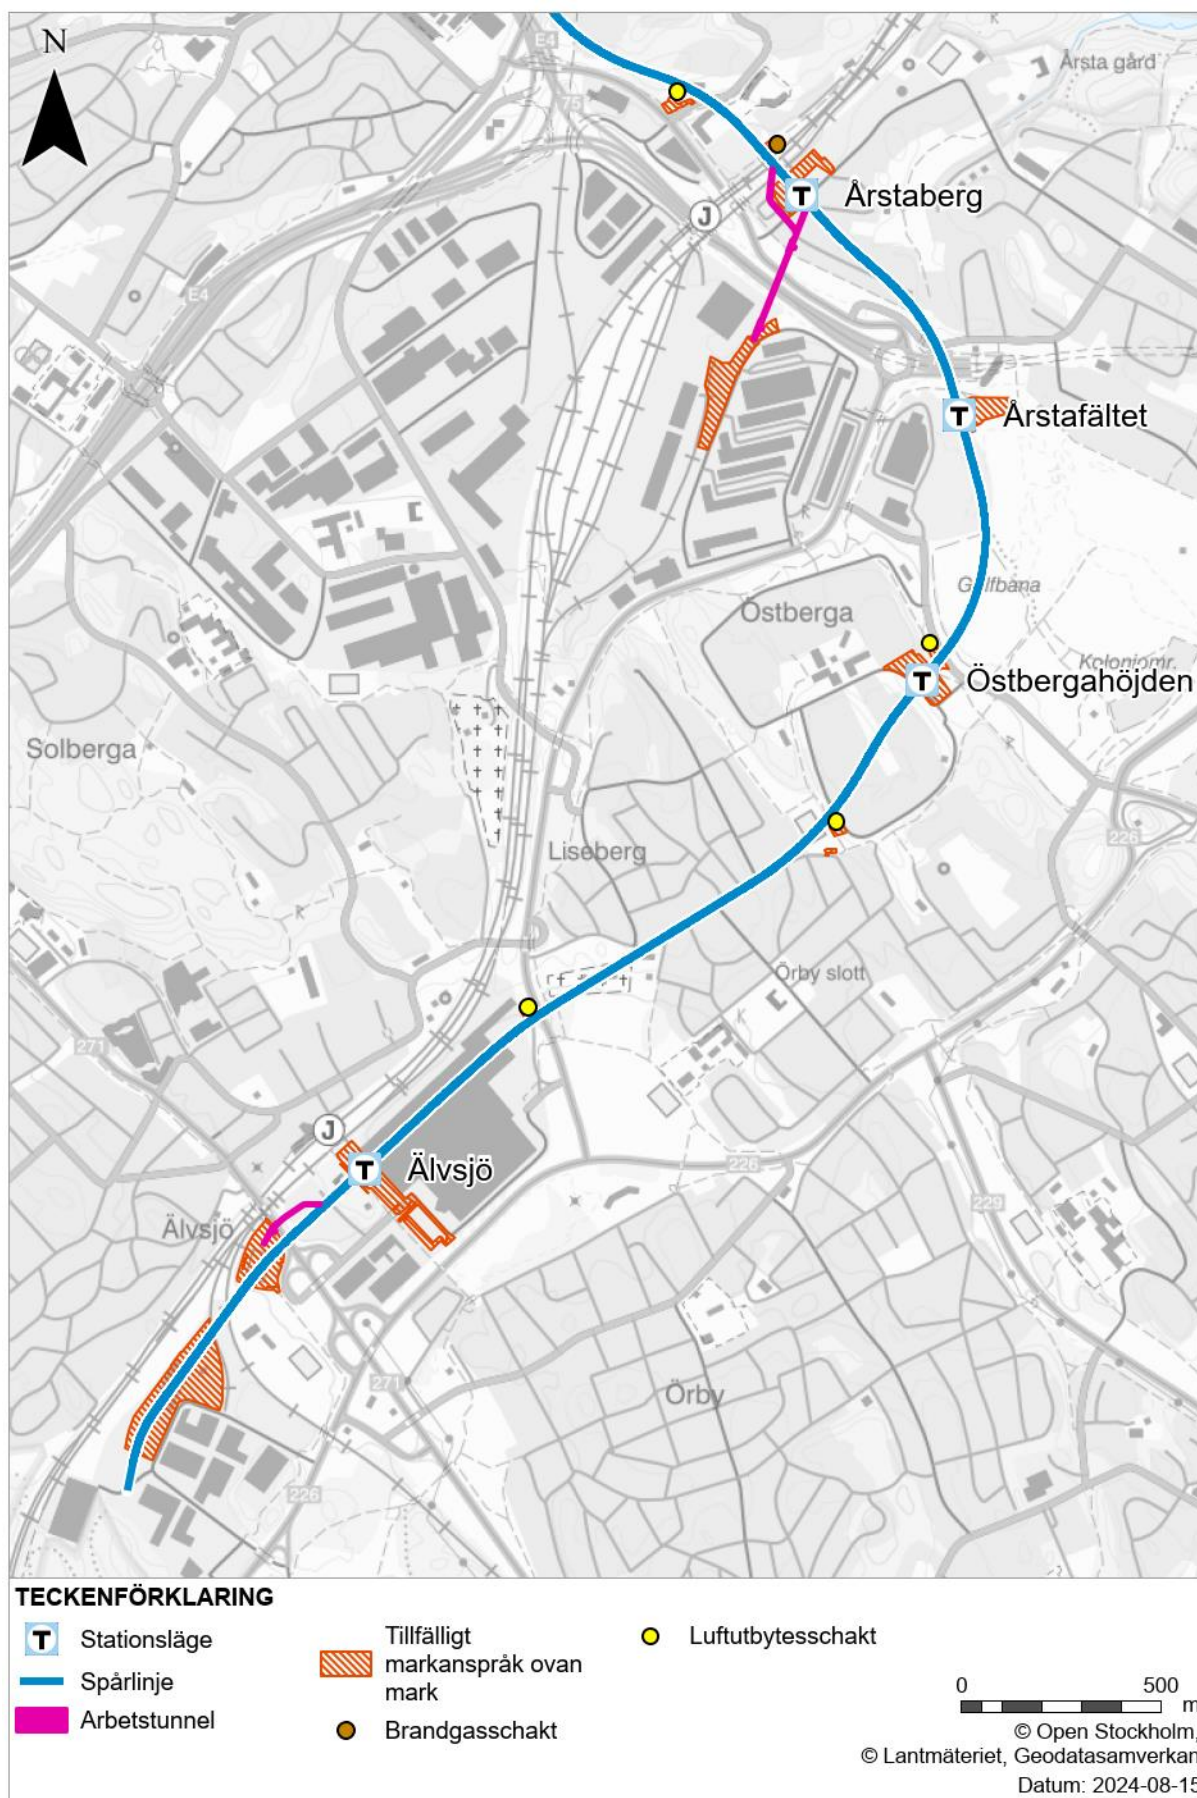 N
E4
75
Årsta gård
T Årstaberg
J
E4
T Årstafältet
Golfbana
Östberga
Koloniomr.
T Östbergahöjden
Solberga
226
Liseberg
Örby slott
271
J
T Älvsjö
226
229
Älvsjö
271
Örby
226
TECKENFÖRKLARING
T Stationsläge
Spårlinje
Arbetstunnel
Tillfälligt
markanspråk ovan
mark
Brandgasschakt
Luftutbytesschakt
0 500
m
© Open Stockholm,
© Lantmäteriet, Geodatasamverkan
Datum: 2024-08-15